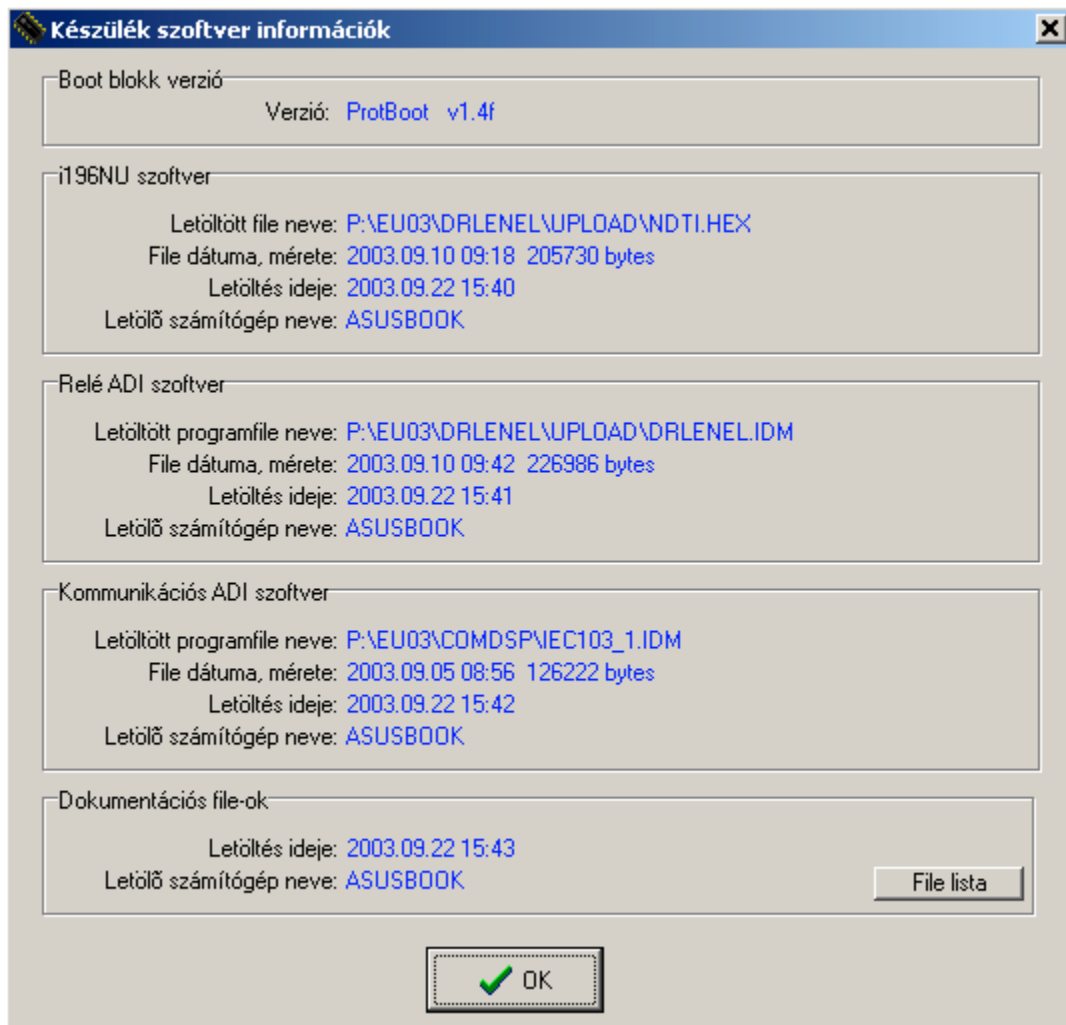 Készülék szoftver információk
Boot blokk verzió
Verzió: ProtBoot v1.4f
i196NU szoftver
Letöltött file neve: P:\EU03\DRLENEL\UPLOAD\NDTI.HEX
File dátuma, mérete: 2003.09.10 09:18 205730 bytes
Letöltés ideje: 2003.09.22 15:40
Letölõ számítógép neve: ASUSBOOK
Relé ADI szoftver
Letöltött programfile neve: P:\EU03\DRLENEL\UPLOAD\DRLENEL.IDM
File dátuma, mérete: 2003.09.10 09:42 226986 bytes
Letöltés ideje: 2003.09.22 15:41
Letölõ számítógép neve: ASUSBOOK
Kommunikációs ADI szoftver
Letöltött programfile neve: P:\EU03\COMDSP\IEC103_1.IDM
File dátuma, mérete: 2003.09.05 08:56 126222 bytes
Letöltés ideje: 2003.09.22 15:42
Letölõ számítógép neve: ASUSBOOK
Dokumentációs file-ok
Letöltés ideje: 2003.09.22 15:43
Letölõ számítógép neve: ASUSBOOK
File lista
OK